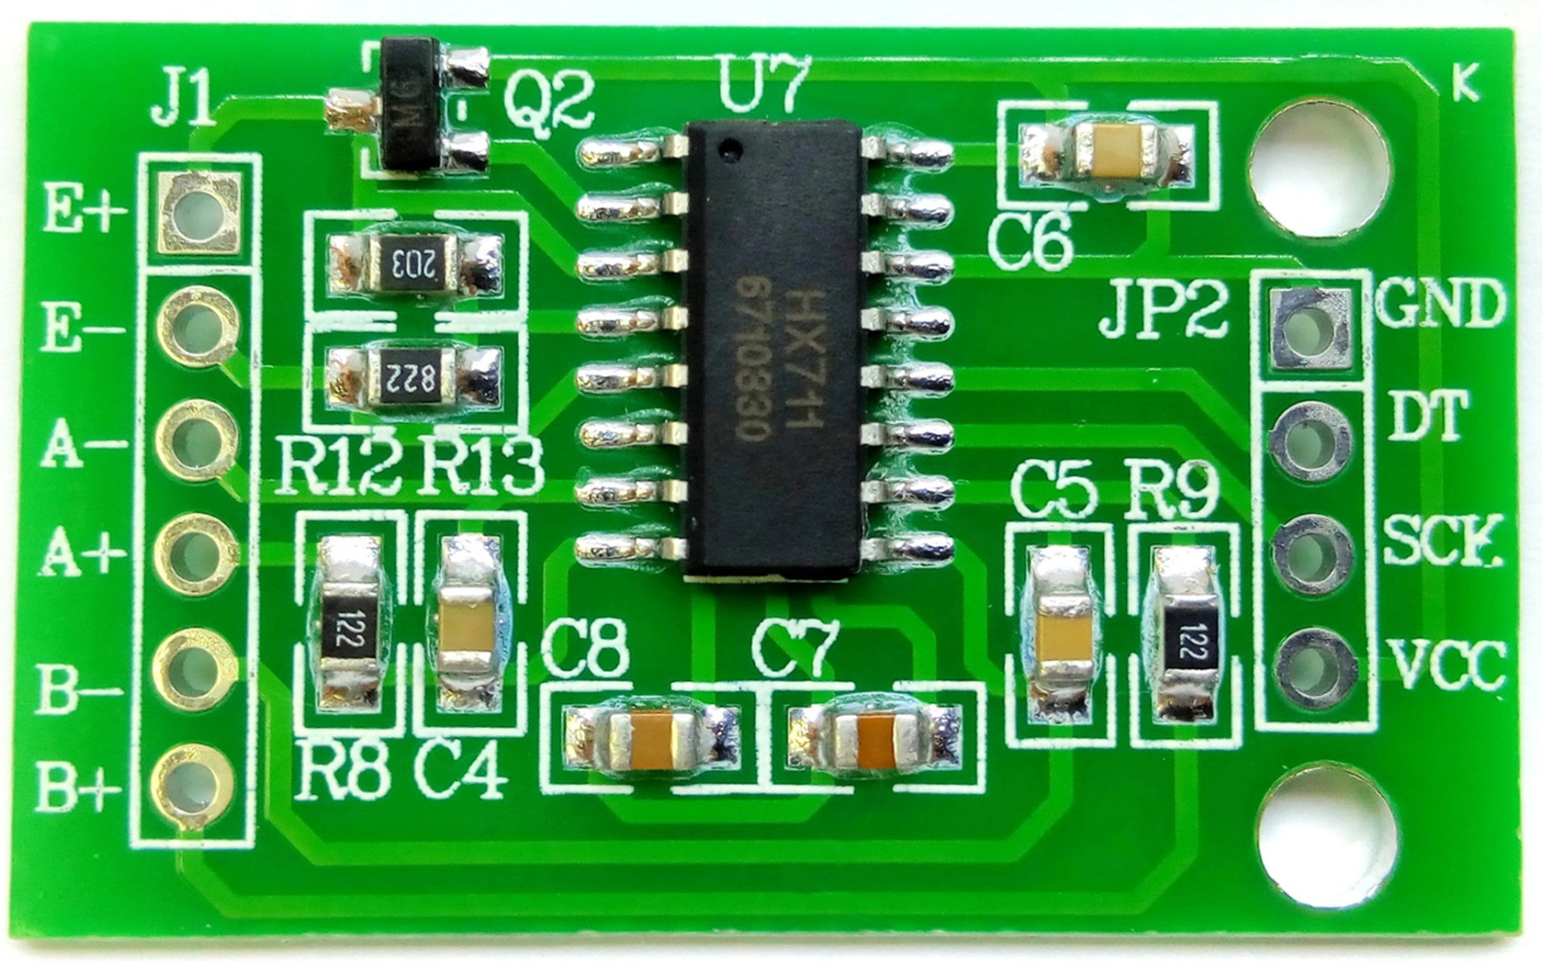 J1
Q2
U7
K
E+
203
C6
E-
JP2
GND
822
HX711
6710330
A-
DT
R12
R13
C5
R9
A+
SCK
122
122
C8
C7
B-
VCC
R8
C4
B+